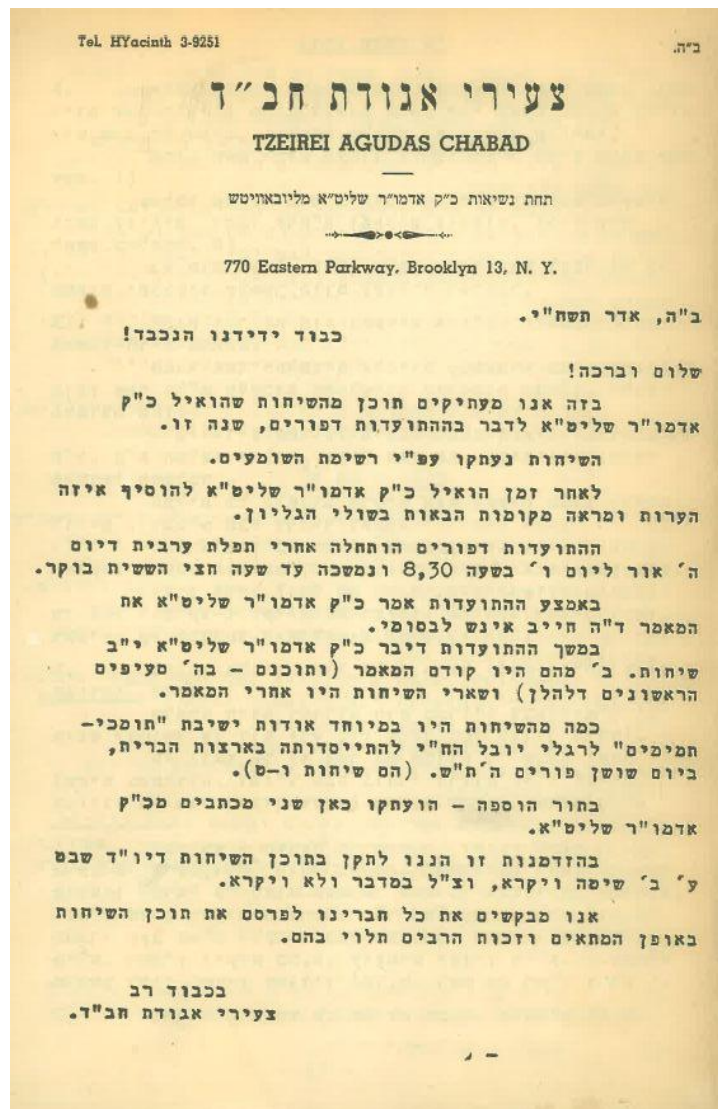 Tel. HYacinth 3-9251
ב״ה.
צעירי אגודת חב״ד
TZEIREI AGUDAS CHABAD
תחת נשיאות כ״ק אדמו״ר שליט״א מליובאוויטש
770 Eastern Parkway, Brooklyn 13, N. Y.
ב"ה, אדר תשח"י.
כבוד ידידנו הנכבד!
שלום וברכה!
בזה אנו מעתיקים תוכן מהשיחות שהואיל כ"ק
אדמו"ר שליט"א לדבר בההתועדות דפורים, שנה זו.
השיחות נעתקו עפ"י רשימת השומעים.
לאחר זמן הואיל כ"ק אדמו"ר שליט"א להוסיף איזה
הערות ומראה מקומות הבאות בשולי הגליון.
ההתועדות דפורים הותחלה אחרי תפלת ערבית דיום
ה׳ אור ליום ו׳ בשעה 8,30 ונמשכה עד שעה חצי הששית בוקר.
באמצע ההתועדות אמר כ"ק אדמו"ר שליט"א את
המאמר ד"ה חייב אינש לבסומי.
במשך ההתועדות דיבר כ"ק אדמו"ר שליט"א י"ב
שיחות. ב׳ מהם היו קודם המאמר (ותוכנם – בה׳ סעיפים
הראשונים דלהלן) ושארי השיחות היו אחרי המאמר.
כמה מהשיחות היו במיוחד אודות ישיבת "תומכי-
תמימים" לרגלי יובל הח"י להתייסדותה בארצות הברית,
ביום שושן פורים ה׳ת"ש. (הם שיחות ו-ט).
בתור הוספה – הועתקו כאן שני מכתבים מכ"ק
אדמו"ר שליט"א.
בהזדמנות זו הננו לתקן בתוכן השיחות דיו"ד שבט
ע׳ ב׳ שיטה ויקרא, וצ"ל במדבר ולא ויקרא.
אנו מבקשים את כל חברינו לפרסם את תוכן השיחות
באופן המתאים וזכות הרבים תלוי בהם.
בכבוד רב
צעירי אגודת חב"ד.